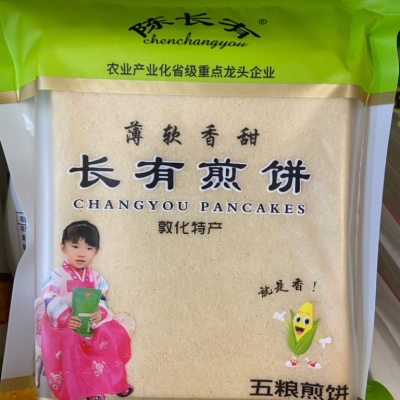 陈长有®
chenchangyou
农业产业化省级重点龙头企业
薄软香甜
长有煎饼
CHANGYOU PANCAKES
敦化特产
就是香！
五粮煎饼